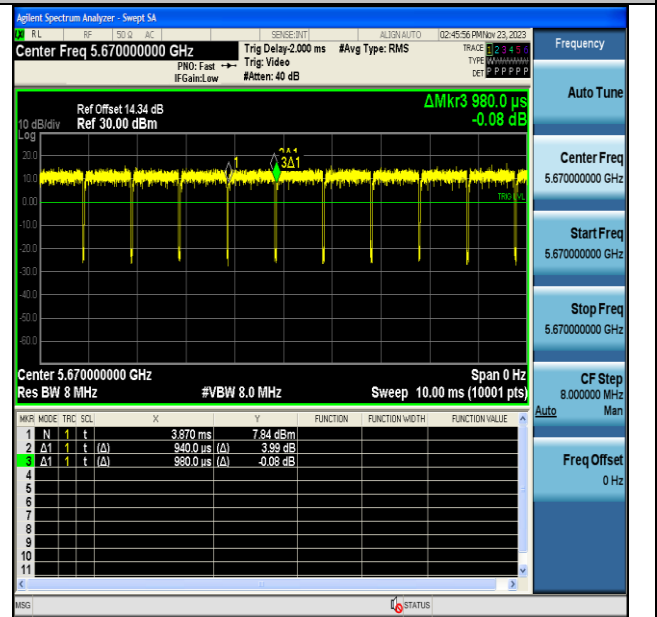 Agilent Spectrum Analyzer - Swept SA
RL RF 50 Ω AC SENSE:INT ALIGN AUTO 02:45:56 PM Nov 23, 2023
Center Freq 5.670000000 GHz Trig Delay-2.000 ms #Avg Type: RMS TRACE 1 2 3 4 5 6
PNO: Fast Trig: Video TYPE WWWWWW
IFGain:Low #Atten: 40 dB DET P P P P P P
Frequency
ΔMkr3 980.0 µs
-0.08 dB
Ref Offset 14.34 dB
10 dB/div Ref 30.00 dBm
Log
20.0
10.0
0.00
-10.0
-20.0
-30.0
-40.0
-50.0
-60.0
1
3Δ1
TRIG LVL
Center 5.670000000 GHz Span 0 Hz
Res BW 8 MHz #VBW 8.0 MHz Sweep 10.00 ms (10001 pts)
MKR MODE TRC SCL X Y FUNCTION FUNCTION WIDTH FUNCTION VALUE
1 N 1 t 3.870 ms 7.84 dBm
2 Δ1 1 t (Δ) 940.0 µs (Δ) 3.99 dB
3 Δ1 1 t (Δ) 980.0 µs (Δ) -0.08 dB
4
5
6
7
8
9
10
11
MSG STATUS
Auto Tune
Center Freq
5.670000000 GHz
Start Freq
5.670000000 GHz
Stop Freq
5.670000000 GHz
CF Step
8.000000 MHz
Auto Man
Freq Offset
0 Hz